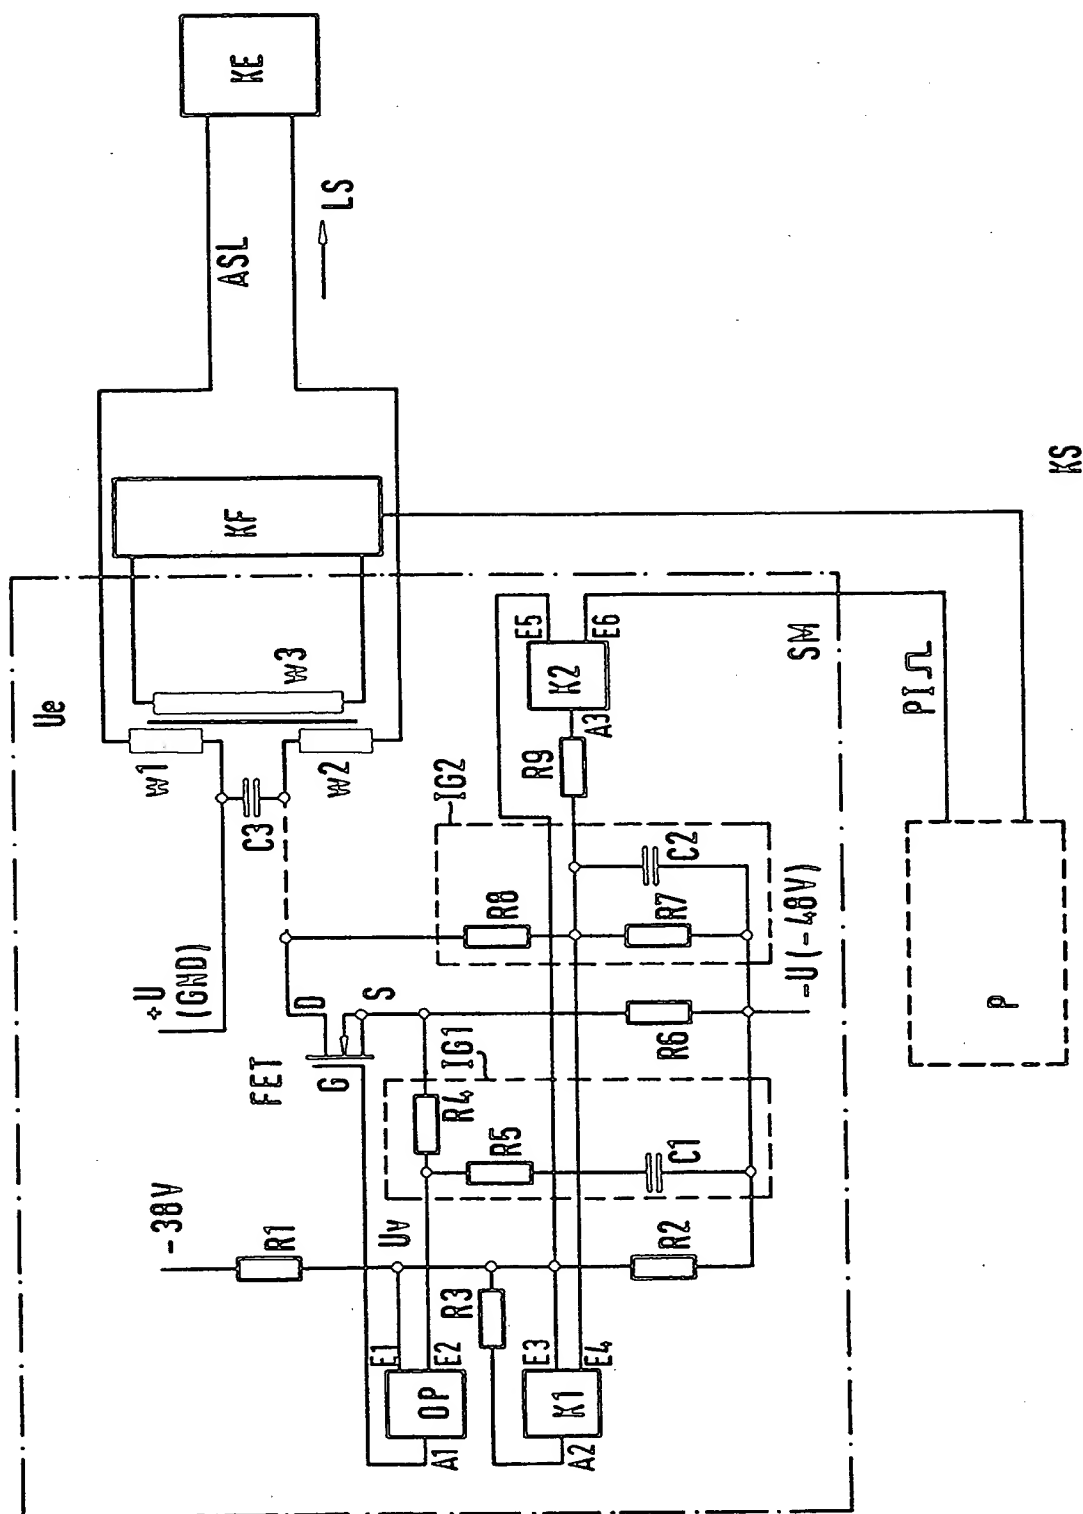 KE
ASL
LS
KF
KS
Ue
w3
w1
w2
C3
+U
(GND)
FET
D
G
S
IG2
R8
R7
C2
R9
A3
K2
E5
E6
SM
PI
P
-U(-48V)
IG1
R4
R5
C1
R6
-38V
R1
Uv
R2
R3
E1
E2
OP
A1
E3
E4
K1
A2